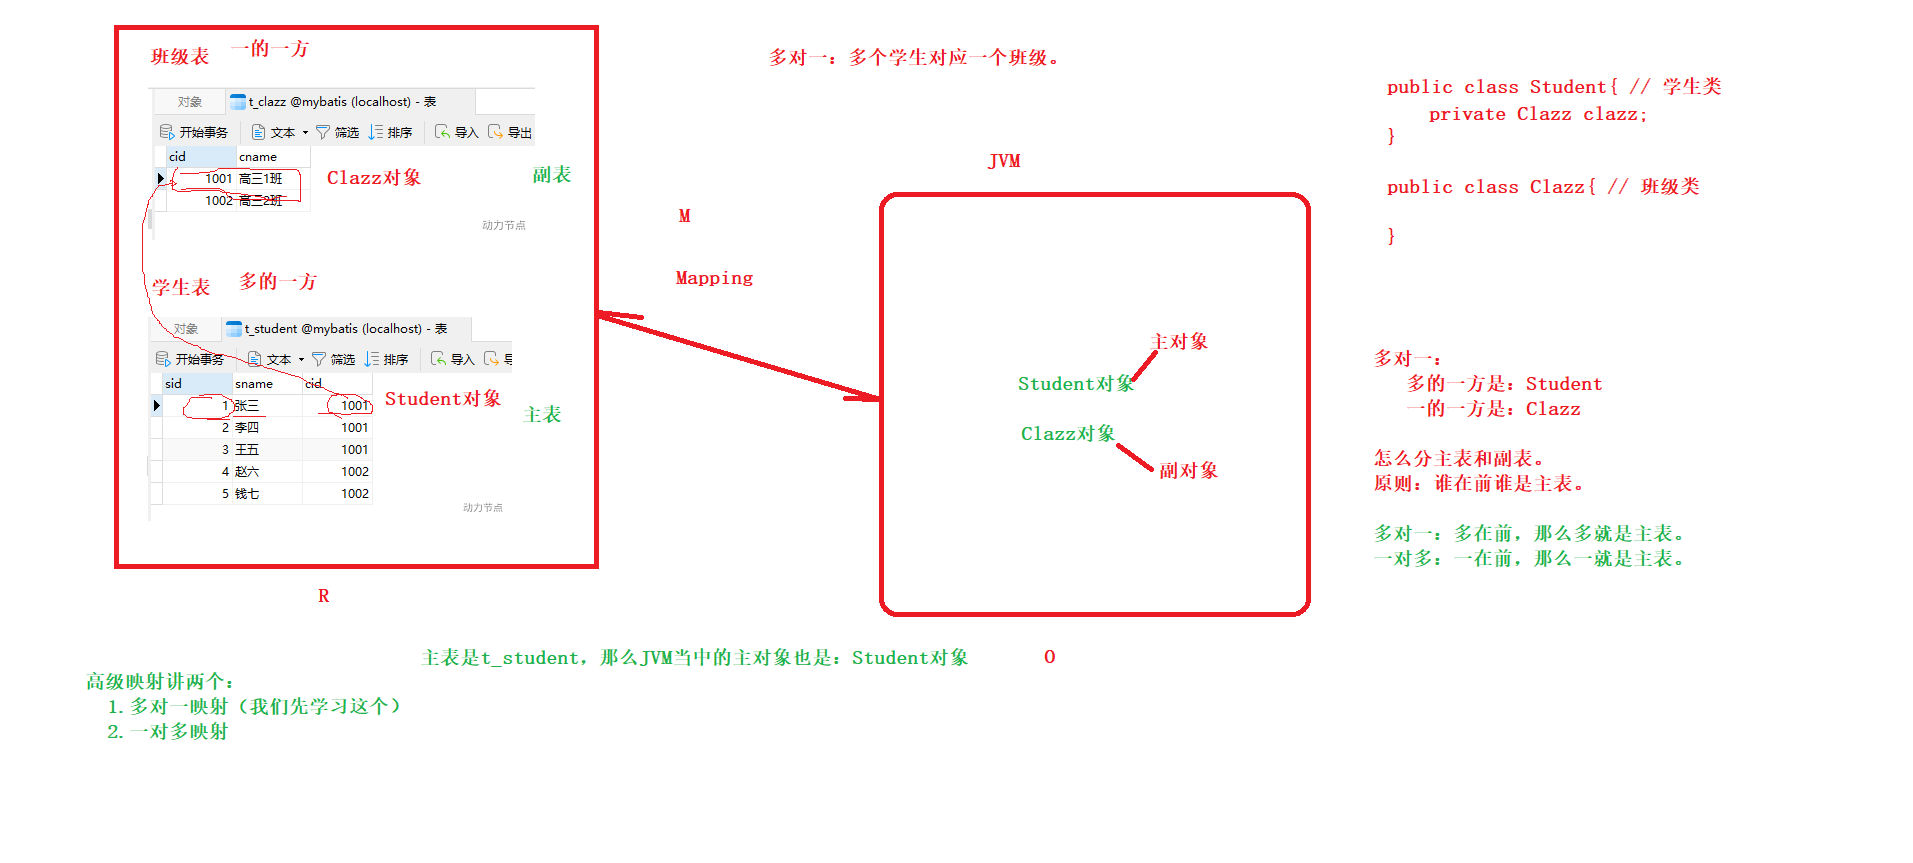 班级表 一的一方
对象 t_clazz @mybatis (localhost) - 表
开始事务 文本 筛选 排序 导入 导出
cid cname
1001 高三1班
1002 高三2班
Clazz对象
副表
动力节点
学生表 多的一方
对象 t_student @mybatis (localhost) - 表
开始事务 文本 筛选 排序 导入
sid sname cid
1 张三 1001
2 李四 1001
3 王五 1001
4 赵六 1002
5 钱七 1002
Student对象
主表
动力节点
R
多对一：多个学生对应一个班级。
M
Mapping
JVM
主对象
Student对象
Clazz对象
副对象
O
public class Student{ // 学生类
private Clazz clazz;
}
public class Clazz{ // 班级类
}
多对一：
多的一方是：Student
一的一方是：Clazz
怎么分主表和副表。
原则：谁在前谁是主表。
多对一：多在前，那么多就是主表。
一对多：一在前，那么一就是主表。
主表是t_student，那么JVM当中的主对象也是：Student对象
高级映射讲两个：
1.多对一映射（我们先学习这个）
2.一对多映射